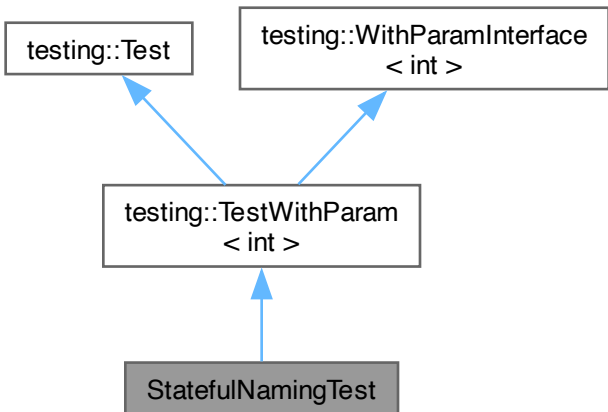 testing::Test
testing::WithParamInterface
< int >
testing::TestWithParam
< int >
StatefulNamingTest